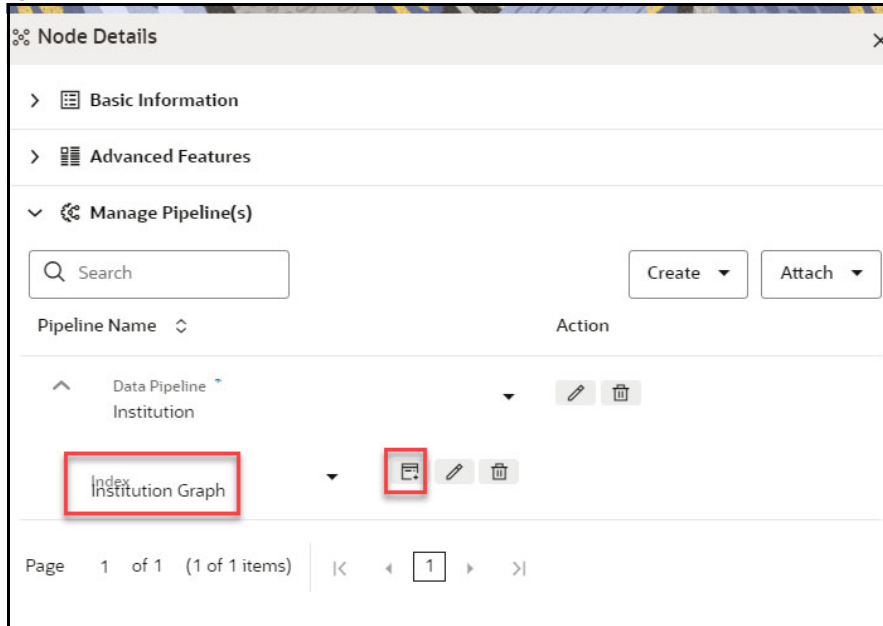 Node Details
Basic Information
Advanced Features
Manage Pipeline(s)
Search
Create
Attach
Pipeline Name
Action
Data Pipeline *
Institution
Index
Institution Graph
Page 1 of 1 (1 of 1 items) 1